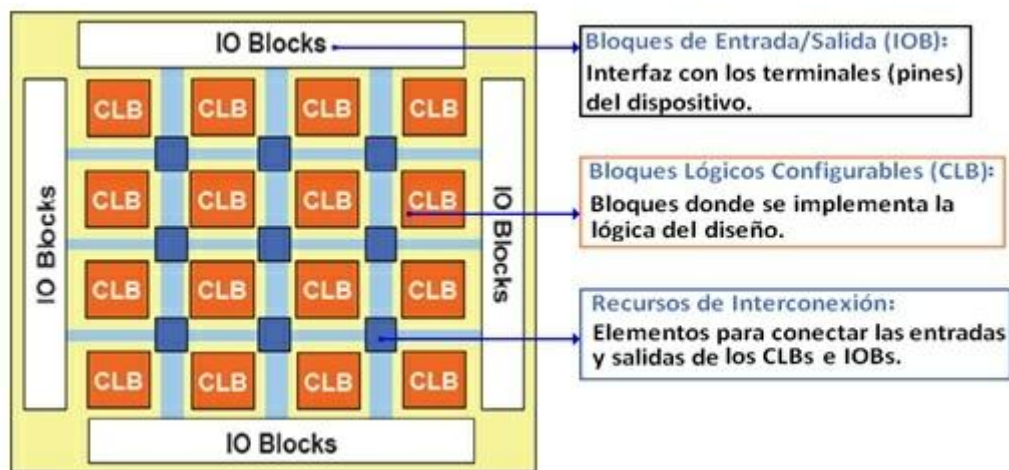 IO Blocks
Bloques de Entrada/Salida (IOB):
Interfaz con los terminales (pines)
del dispositivo.
CLB CLB CLB CLB
IO Blocks
IO Blocks
CLB CLB CLB CLB
Bloques Lógicos Configurables (CLB):
Bloques donde se implementa la
lógica del diseño.
CLB CLB CLB CLB
Recursos de Interconexión:
Elementos para conectar las entradas
y salidas de los CLBs e IOBs.
CLB CLB CLB CLB
IO Blocks